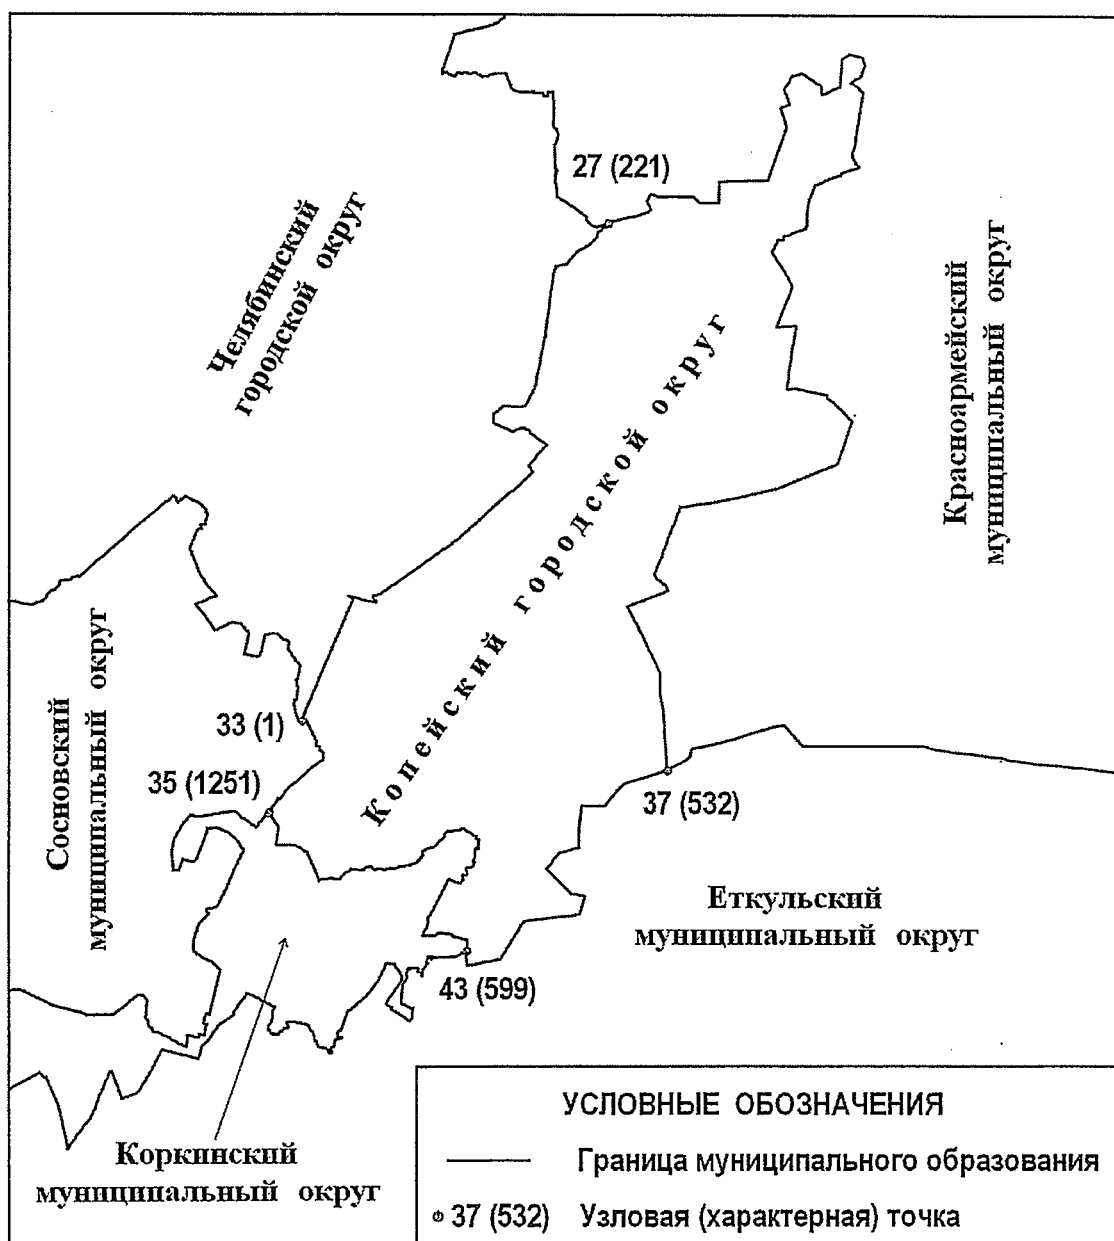 27 (221)
Челябинский
городской округ
Красноармейский
муниципальный округ
Копейский городской округ
Сосновский
муниципальный округ
33 (1)
35 (1251)
37 (532)
Еткульский
муниципальный округ
43 (599)
Коркинский
муниципальный округ
УСЛОВНЫЕ ОБОЗНАЧЕНИЯ
Граница муниципального образования
37 (532) Узловая (характерная) точка